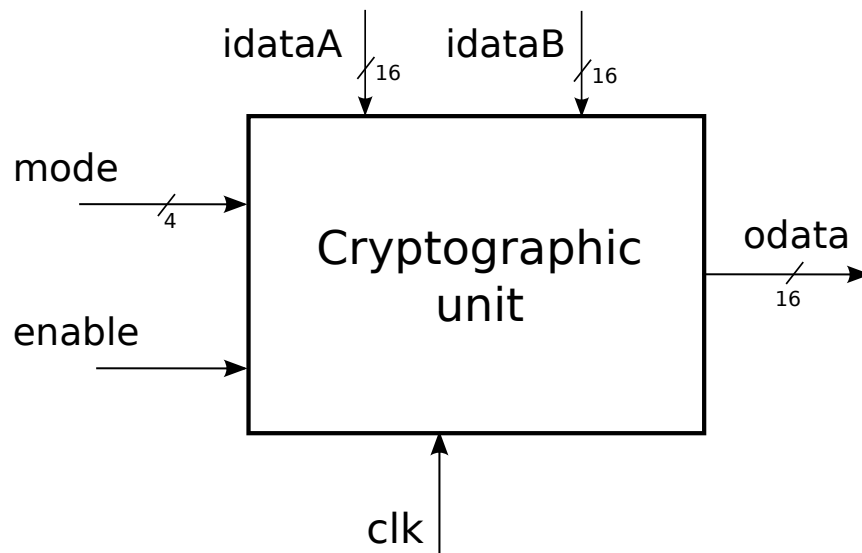 idataA
idataB
16
16
mode
4
Cryptographic
unit
odata
16
enable
clk